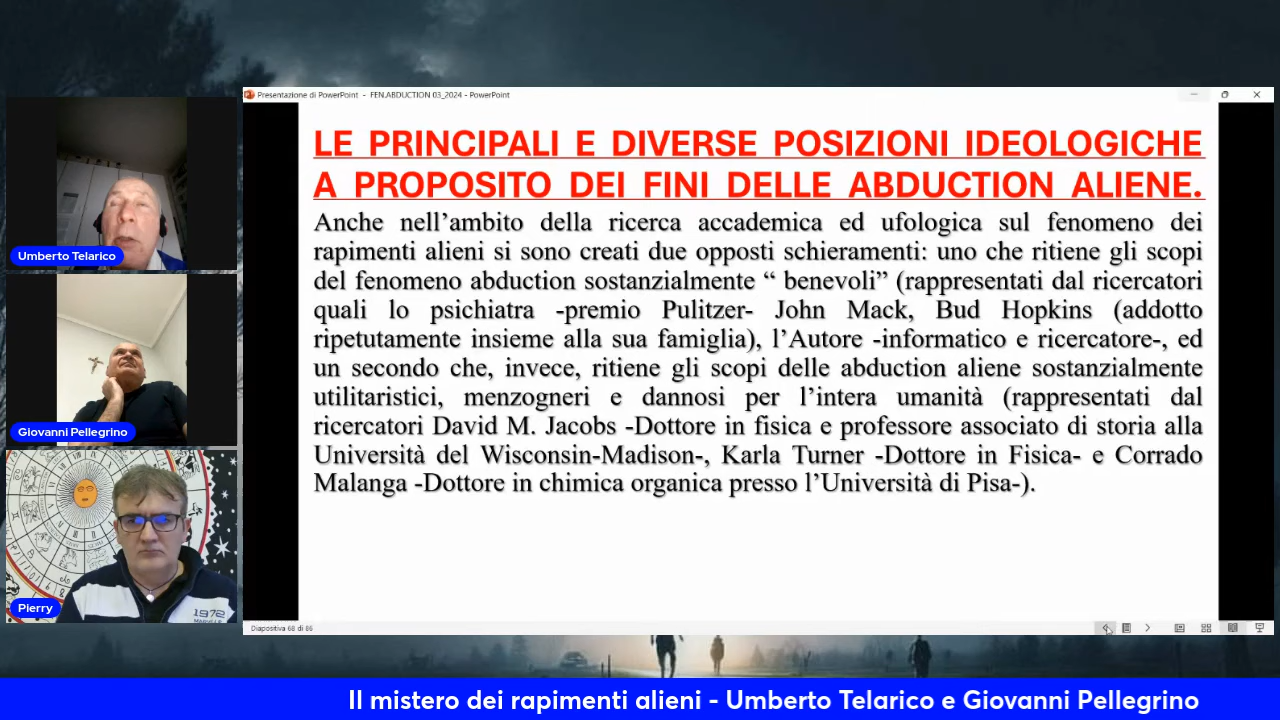 Presentazione di PowerPoint - FEN.ABDUCTION 03_2024 - PowerPoint
LE PRINCIPALI E DIVERSE POSIZIONI IDEOLOGICHE
A PROPOSITO DEI FINI DELLE ABDUCTION ALIENE.
Anche nell’ambito della ricerca accademica ed ufologica sul fenomeno dei
rapimenti alieni si sono creati due opposti schieramenti: uno che ritiene gli scopi
del fenomeno abduction sostanzialmente “ benevoli” (rappresentati dal ricercatori
quali lo psichiatra -premio Pulitzer- John Mack, Bud Hopkins (addotto
ripetutamente insieme alla sua famiglia), l’Autore -informatico e ricercatore-, ed
un secondo che, invece, ritiene gli scopi delle abduction aliene sostanzialmente
utilitaristici, menzogneri e dannosi per l’intera umanità (rappresentati dal
ricercatori David M. Jacobs -Dottore in fisica e professore associato di storia alla
Università del Wisconsin-Madison-, Karla Turner -Dottore in Fisica- e Corrado
Malanga -Dottore in chimica organica presso l’Università di Pisa-).
Diapositiva 68 di 86
Umberto Telarico
Giovanni Pellegrino
1972
Pierry
Il mistero dei rapimenti alieni - Umberto Telarico e Giovanni Pellegrino